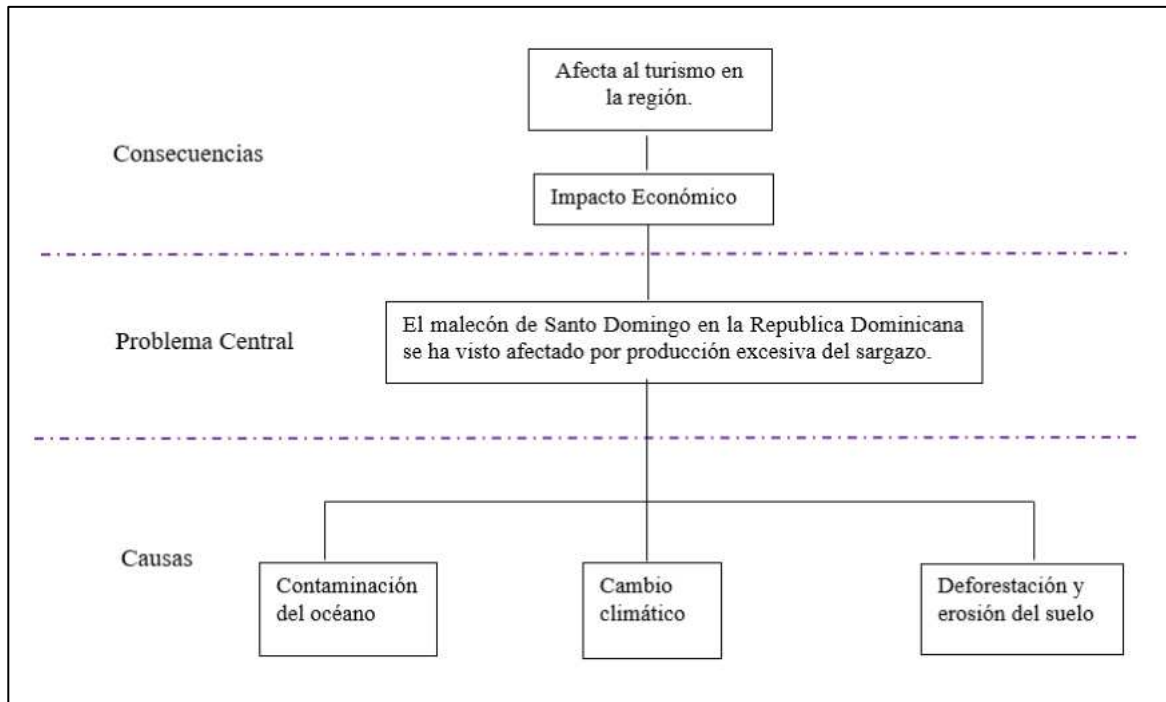 Afecta al turismo en
la región.
Consecuencias
Impacto Económico
El malecón de Santo Domingo en la Republica Dominicana
se ha visto afectado por producción excesiva del sargazo.
Problema Central
Causas
Contaminación
del océano
Cambio
climático
Deforestación y
erosión del suelo